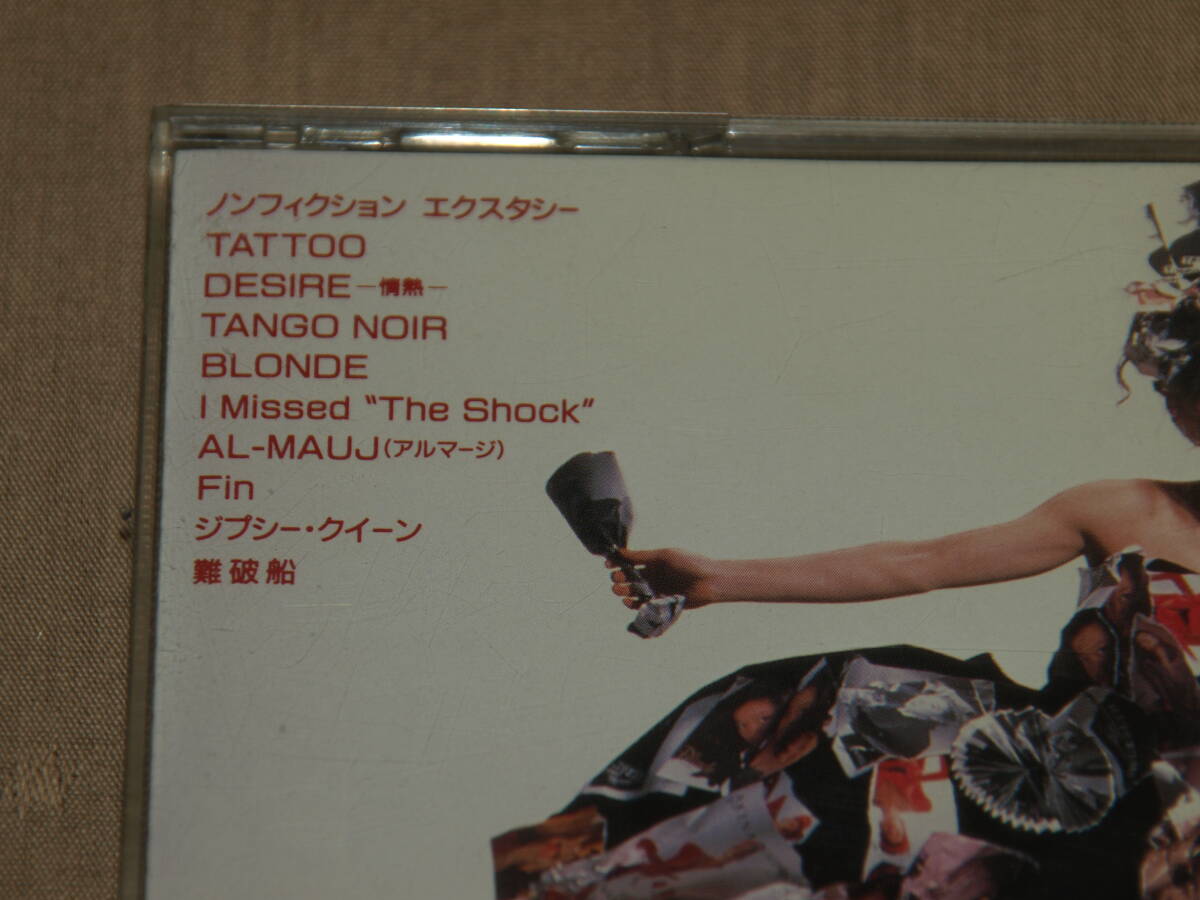 ノンフィクション エクスタシー
TATTOO
DESIRE―情熱―
TANGO NOIR
BLONDE
I Missed “The Shock”
AL-MAUJ(アルマージ)
Fin
ジプシー・クイーン
難破船